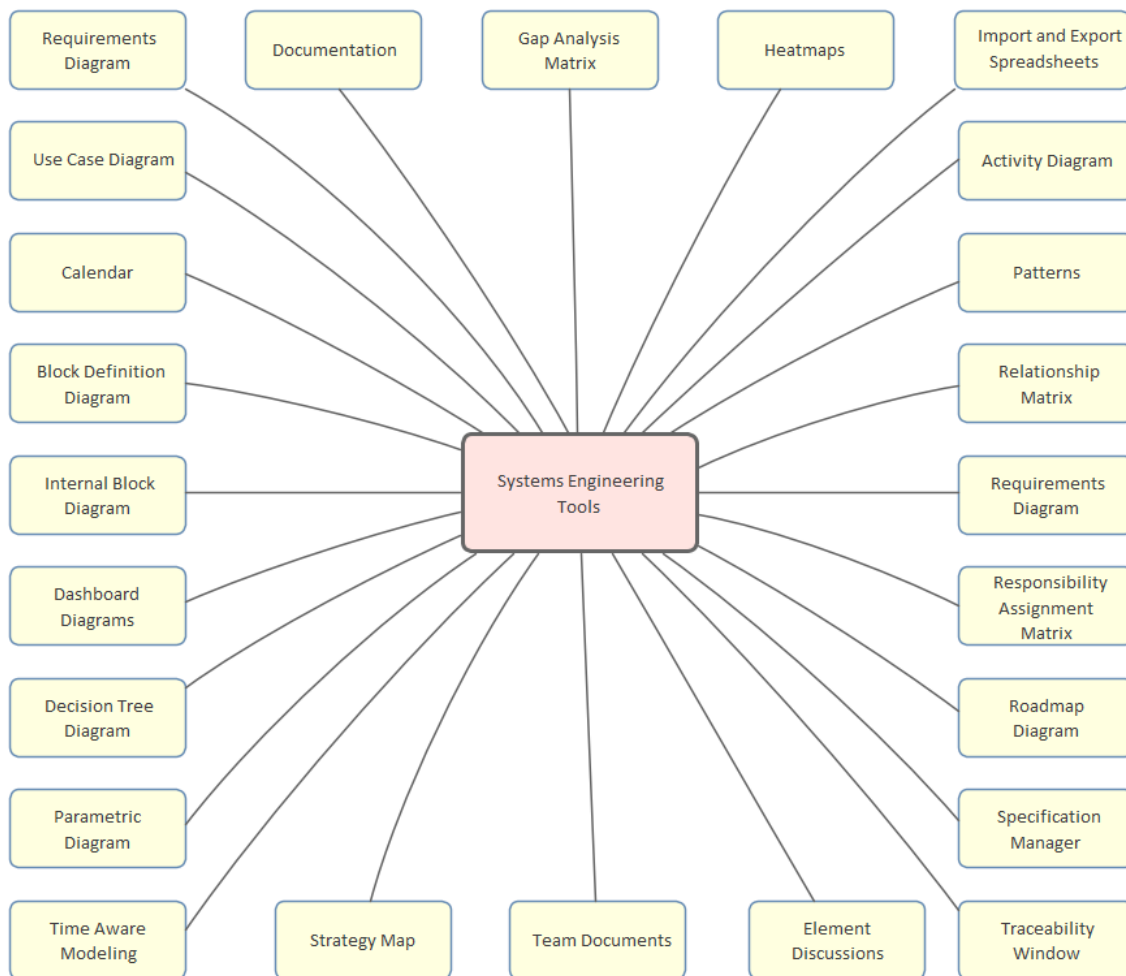 Requirements
Diagram
Documentation
Gap Analysis
Matrix
Heatmaps
Import and Export
Spreadsheets
Use Case Diagram
Activity Diagram
Calendar
Patterns
Block Definition
Diagram
Relationship
Matrix
Internal Block
Diagram
Systems Engineering
Tools
Requirements
Diagram
Dashboard
Diagrams
Responsibility
Assignment
Matrix
Decision Tree
Diagram
Roadmap
Diagram
Parametric
Diagram
Specification
Manager
Time Aware
Modeling
Strategy Map
Team Documents
Element
Discussions
Traceability
Window